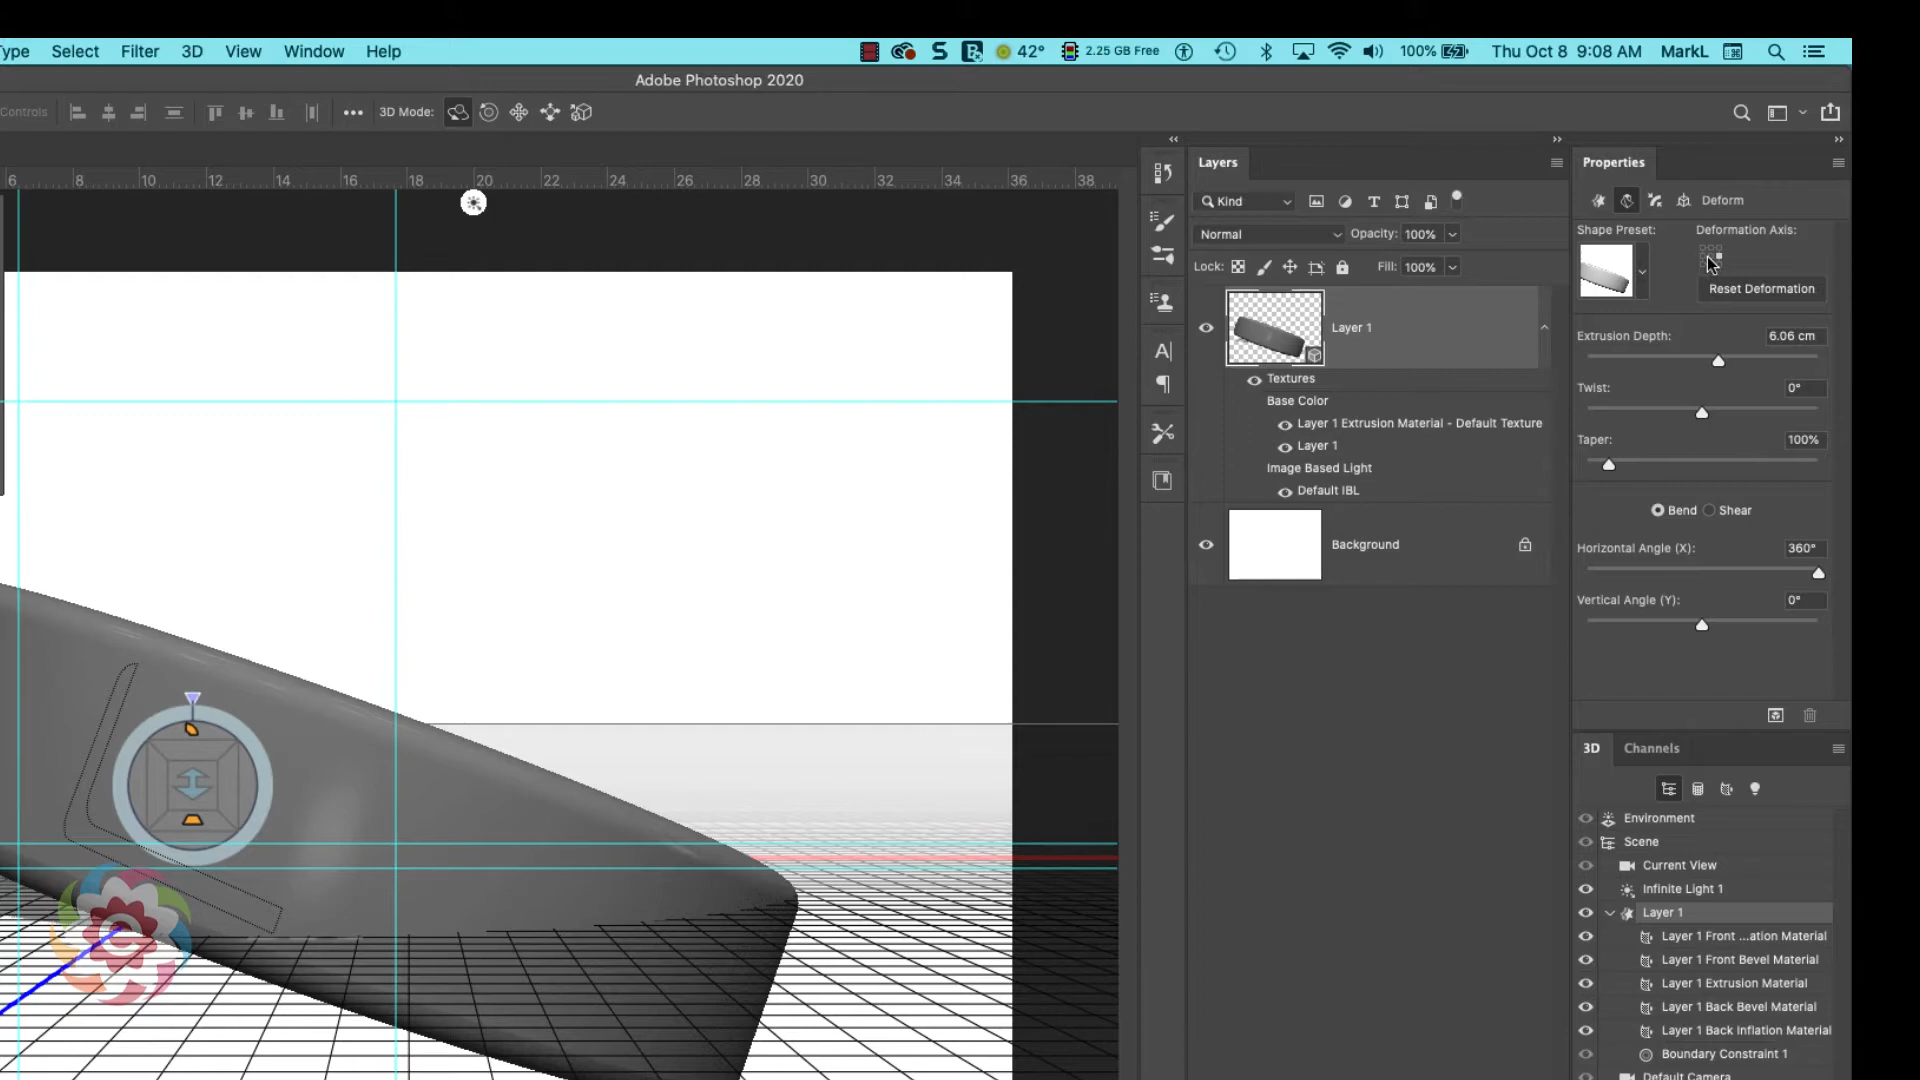 Type Select Filter 3D View Window Help 42° 2.25 GB Free 100% Thu Oct 8 9:08 AM MarkL
Adobe Photoshop 2020
Controls 3D Mode:
6 8 10 12 14 16 18 20 22 24 26 28 30 32 34 36 38
Layers
Kind
Normal Opacity: 100%
Lock: Fill: 100%
Layer 1
Textures
Base Color
Layer 1 Extrusion Material - Default Texture
Layer 1
Image Based Light
Default IBL
Background
Properties
Deform
Shape Preset: Deformation Axis:
Reset Deformation
Extrusion Depth: 6.06 cm
Twist: 0°
Taper: 100%
Bend Shear
Horizontal Angle (X): 360°
Vertical Angle (Y): 0°
3D Channels
Environment
Scene
Current View
Infinite Light 1
Layer 1
Layer 1 Front ...ation Material
Layer 1 Front Bevel Material
Layer 1 Extrusion Material
Layer 1 Back Bevel Material
Layer 1 Back Inflation Material
Boundary Constraint 1
Default Camera